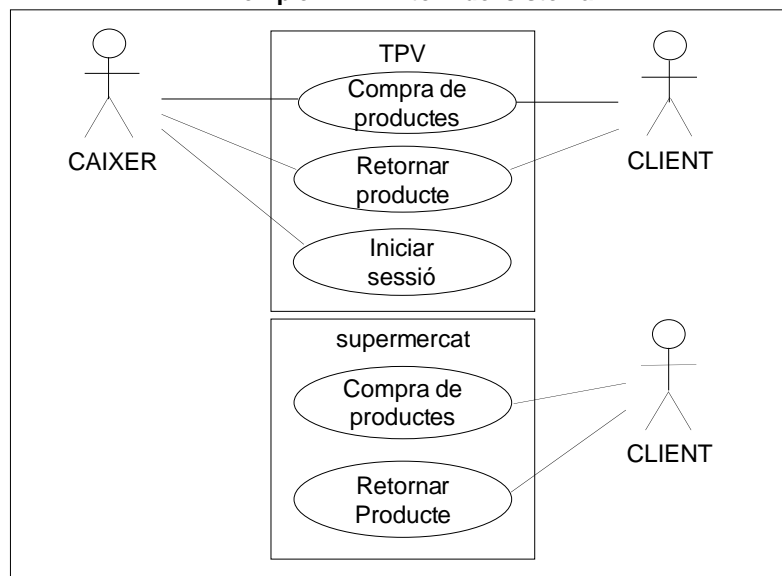 TPV
Compra de
productes
CAIXER
Retornar
producte
CLIENT
Iniciar
sessió
supermercat
Compra de
productes
CLIENT
Retornar
Producte